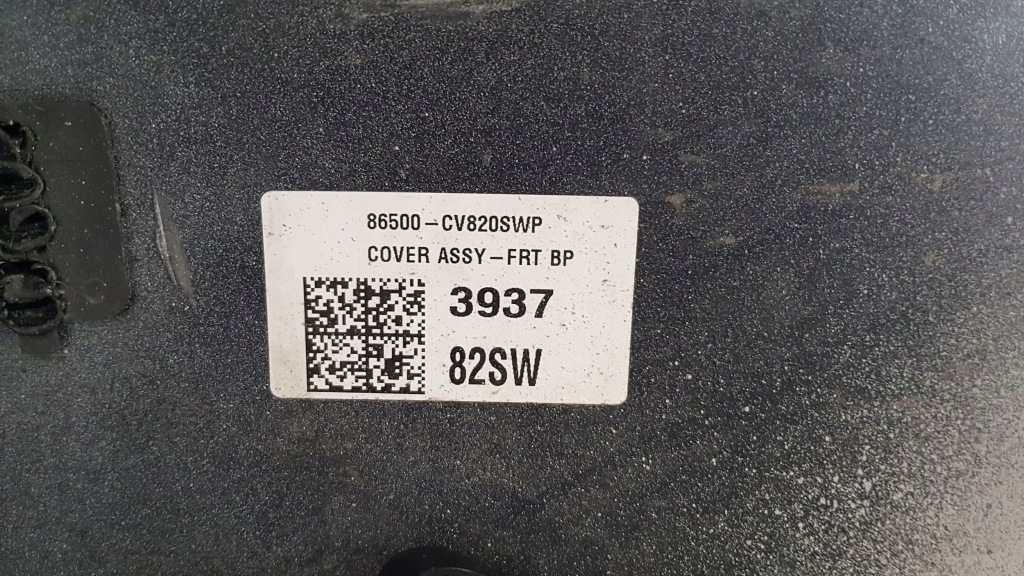 86500-CV820SWP
COVER ASSY-FRT BP
3937
82SW